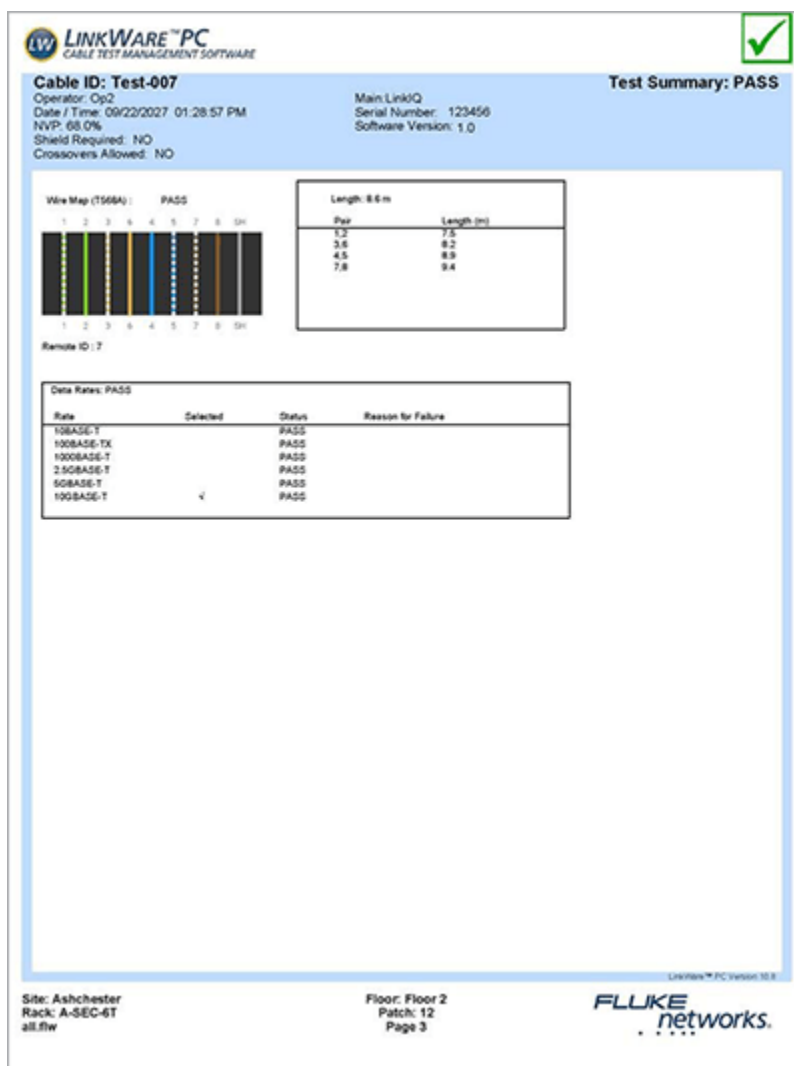 LW LINKWARE™PC
CABLE TEST MANAGEMENT SOFTWARE
Cable ID: Test-007
Test Summary: PASS
Operator: Op2
Date / Time: 09/22/2027 01:28:57 PM
NVP: 68.0%
Shield Required: NO
Crossovers Allowed: NO
Main:LinkIQ
Serial Number: 123456
Software Version: 1.0
Wire Map (T568A) : PASS
1 2 3 6 4 5 7 8 SH
1 2 3 6 4 5 7 8 SH
Remote ID : 7
Length: 8.6 m
Pair Length (m)
1,2 7.5
3,6 8.2
4,5 8.9
7,8 9.4
Data Rates: PASS
Rate Selected Status Reason for Failure
10BASE-T PASS
100BASE-TX PASS
1000BASE-T PASS
2.5GBASE-T PASS
5GBASE-T PASS
10GBASE-T √ PASS
LinkWare™ PC Version 10.8
Site: Ashchester
Rack: A-SEC-6T
all.flw
Floor: Floor 2
Patch: 12
Page 3
FLUKE
networks.